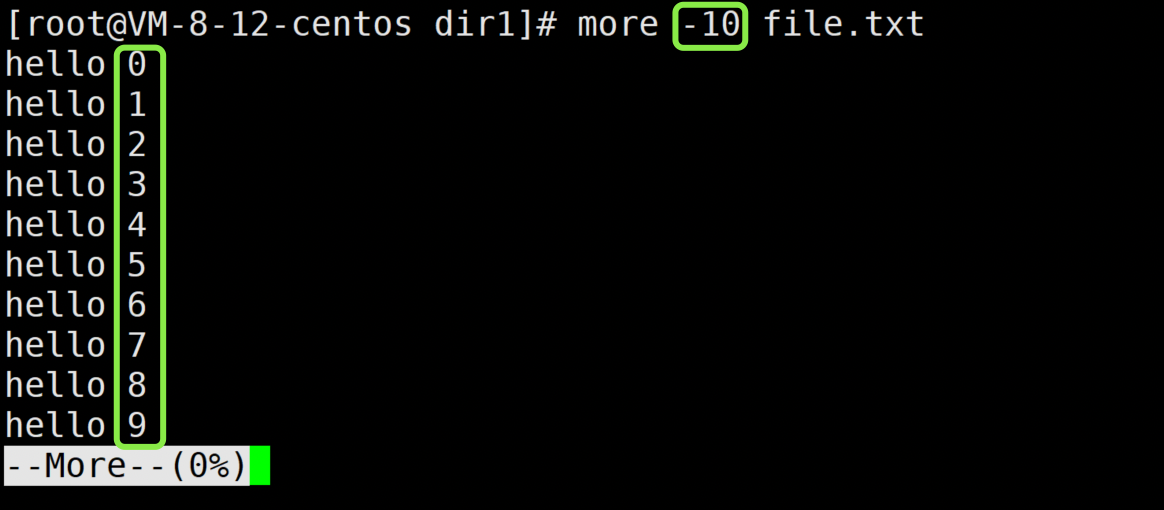 [root@VM-8-12-centos dir1]# more -10 file.txt
hello 0
hello 1
hello 2
hello 3
hello 4
hello 5
hello 6
hello 7
hello 8
hello 9
--More--(0%)